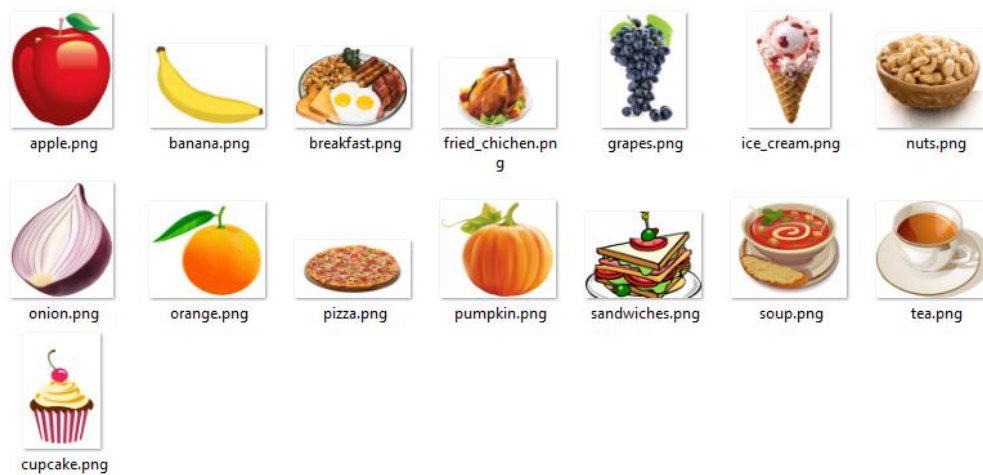 apple.png
banana.png
breakfast.png
fried_chichen.pn
g
grapes.png
ice_cream.png
nuts.png
onion.png
orange.png
pizza.png
pumpkin.png
sandwiches.png
soup.png
tea.png
cupcake.png